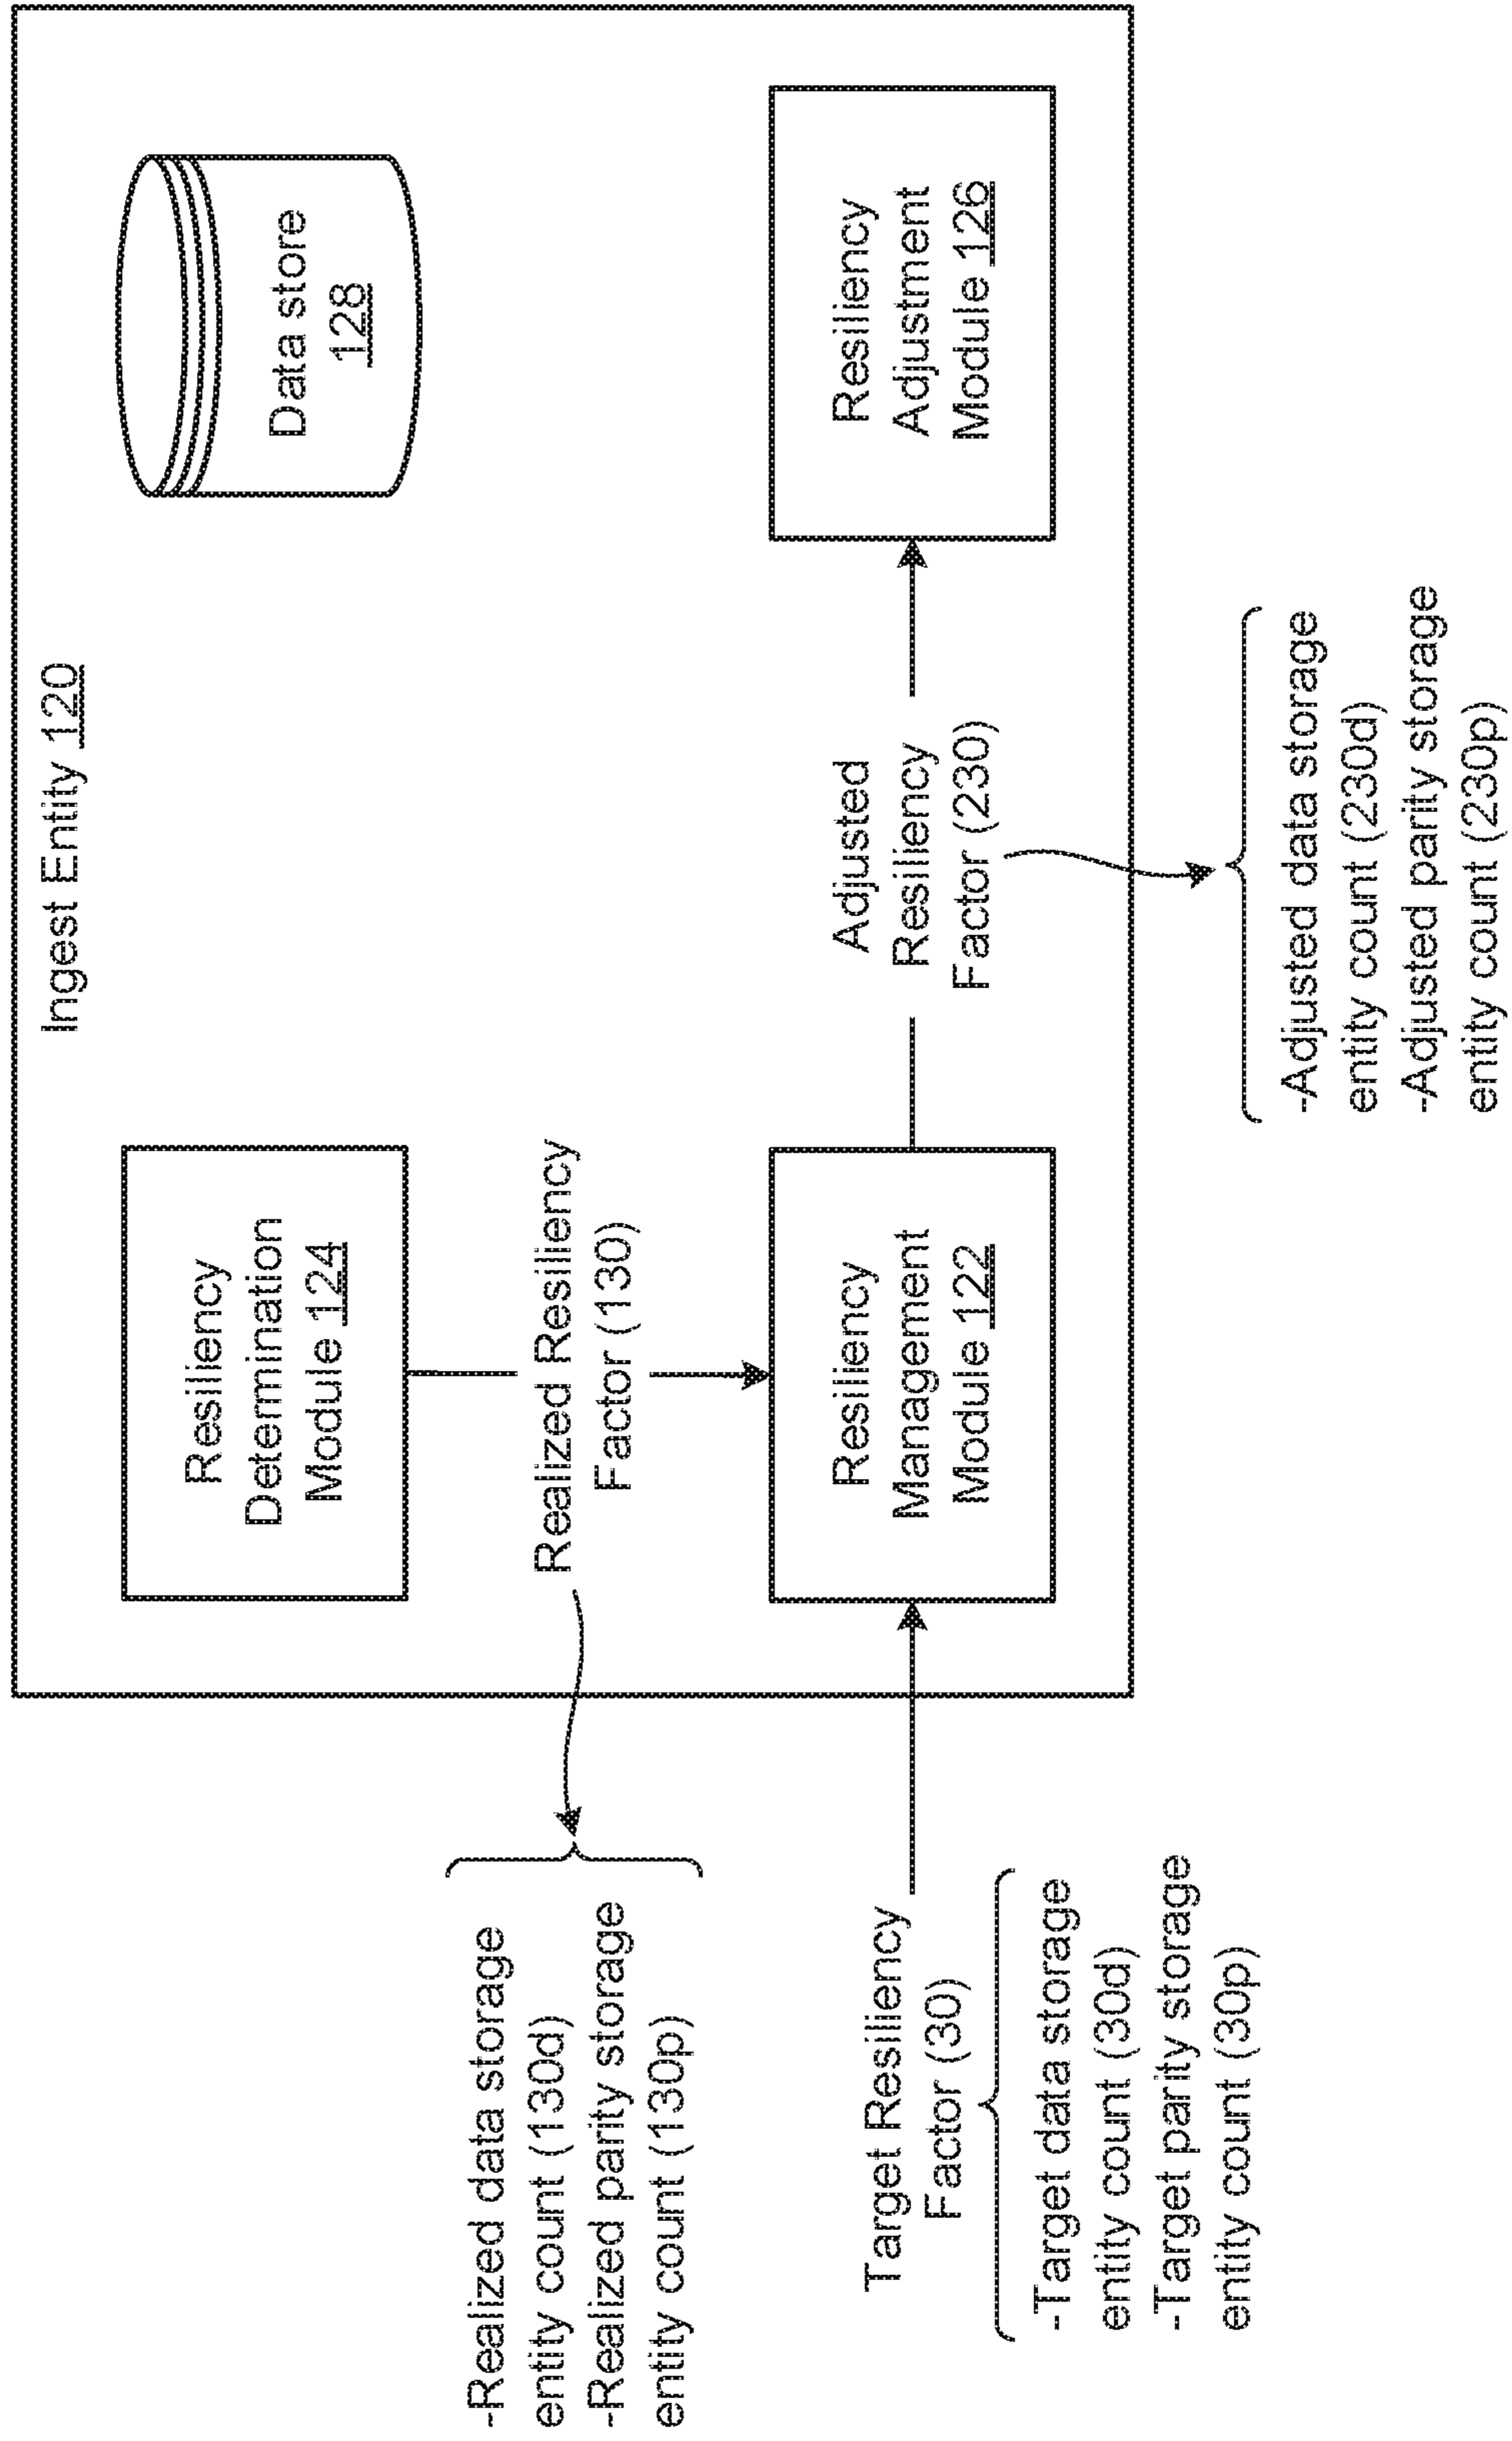 Ingest Entity 120
Resiliency
Determination
Module 124
Data store
128
Realized Resiliency
Factor (130)
-Realized data storage
entity count (130d)
-Realized parity storage
entity count (130p)
Target Resiliency
Factor (30)
-Target data storage
entity count (30d)
-Target parity storage
entity count (30p)
Resiliency
Management
Module 122
Adjusted
Resiliency
Factor (230)
Resiliency
Adjustment
Module 126
-Adjusted data storage
entity count (230d)
-Adjusted parity storage
entity count (230p)